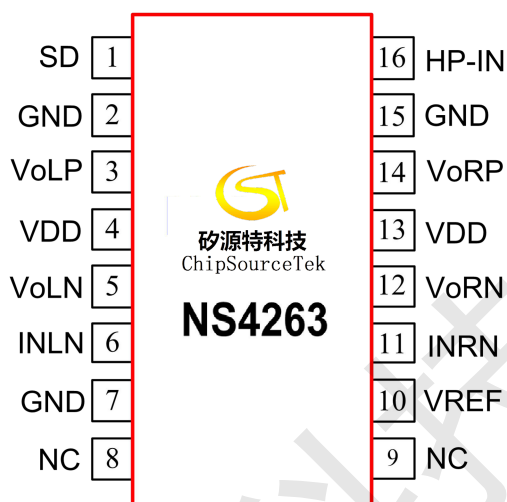 SD 1 16 HP-IN
GND 2 15 GND
VoLP 3 14 VoRP
VDD 4 13 VDD
矽源特科技
ChipSourceTek
VoLN 5 12 VoRN
NS4263
INLN 6 11 INRN
GND 7 10 VREF
NC 8 9 NC